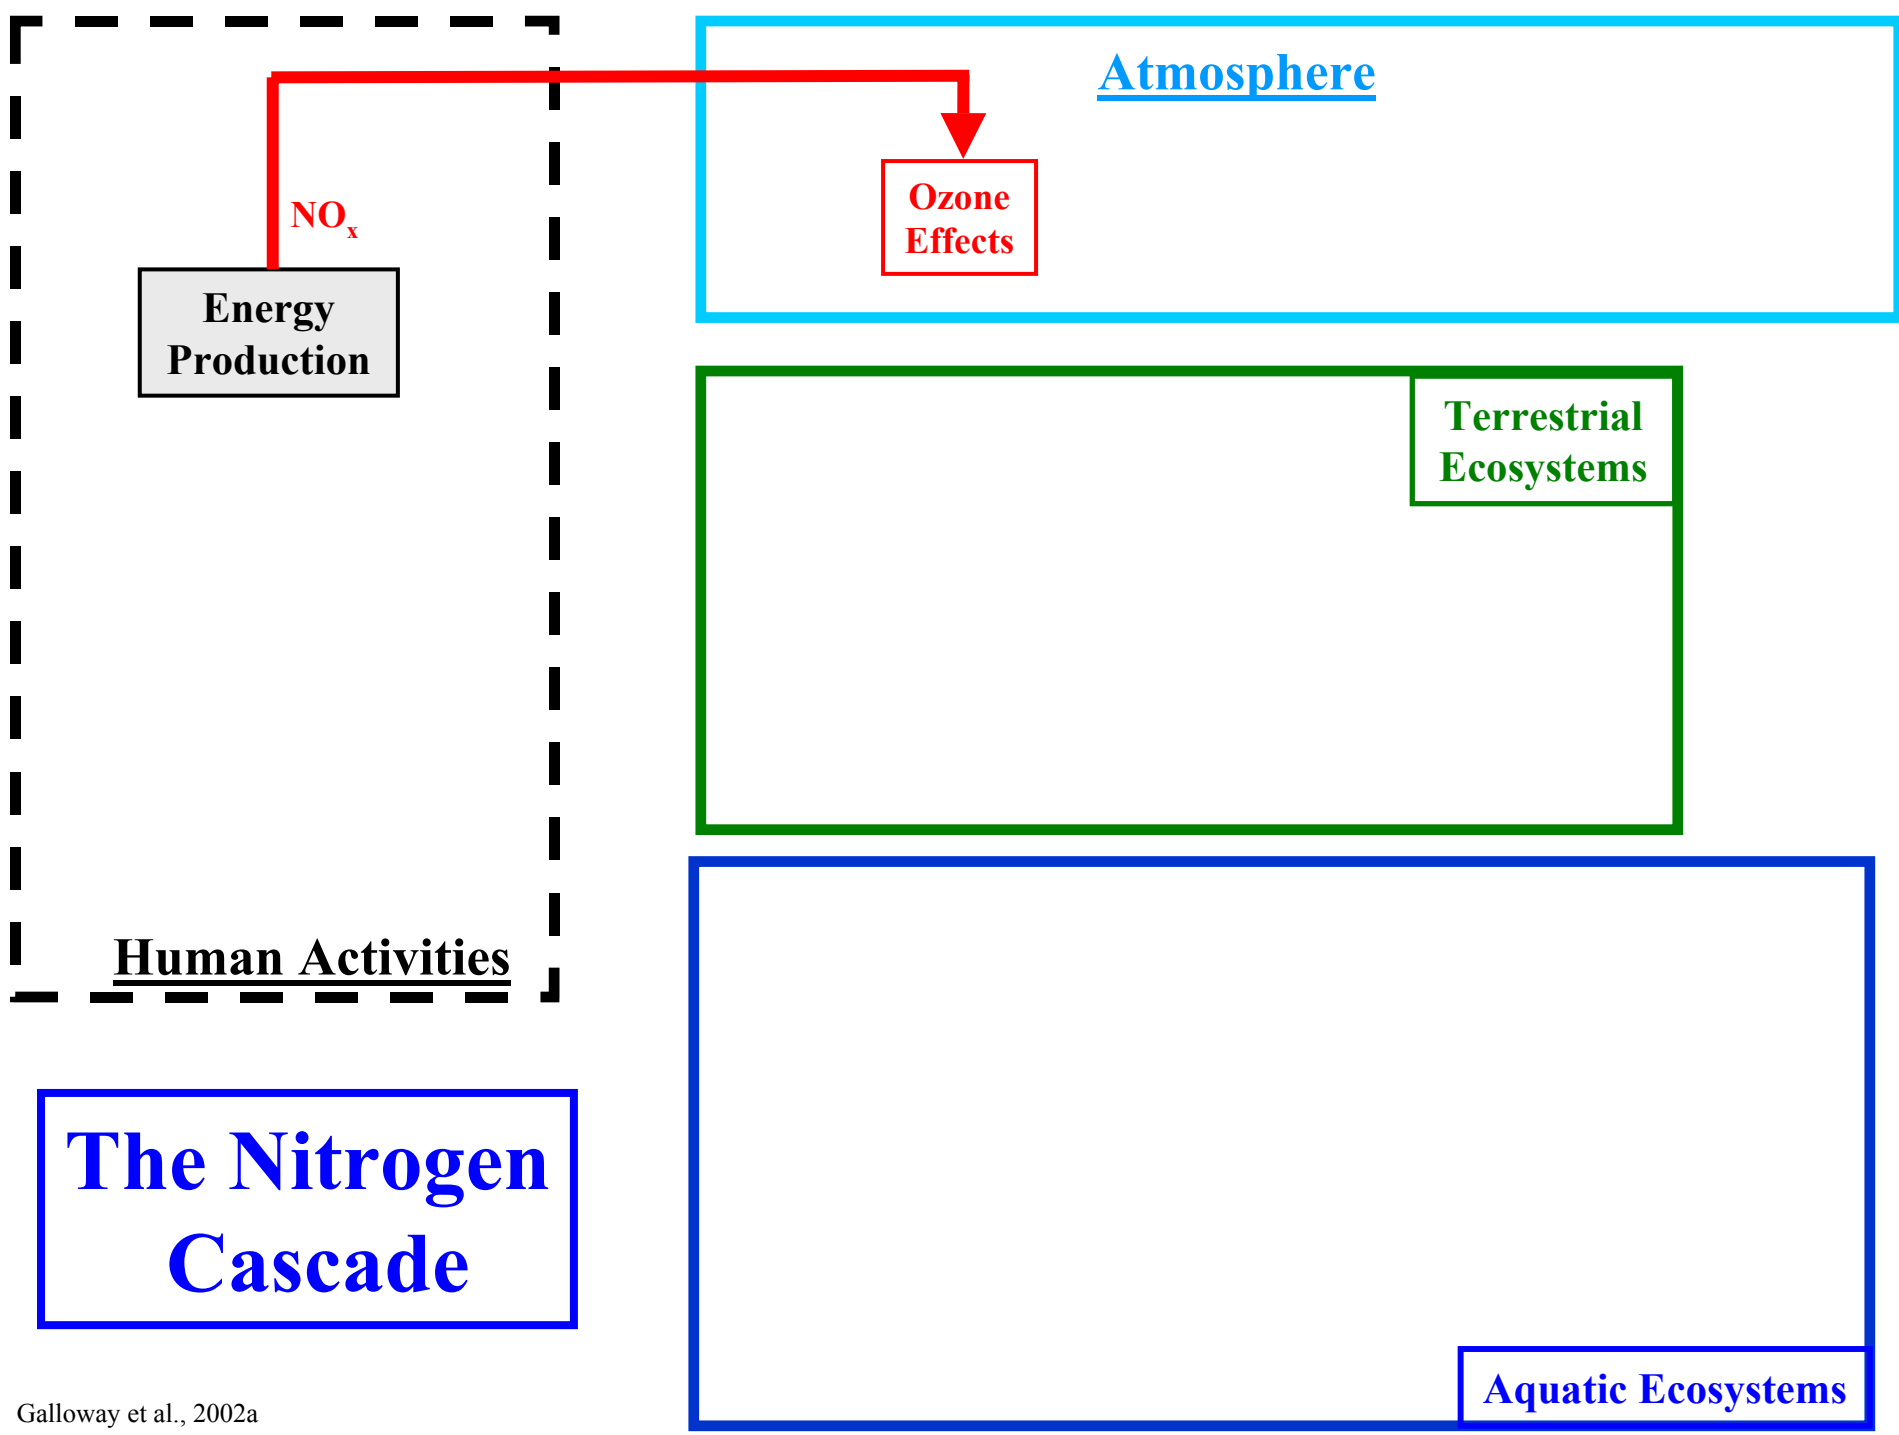 Atmosphere
NOx
Ozone
Effects
Energy
Production
Terrestrial
Ecosystems
Human Activities
The Nitrogen
Cascade
Aquatic Ecosystems
Galloway et al., 2002a